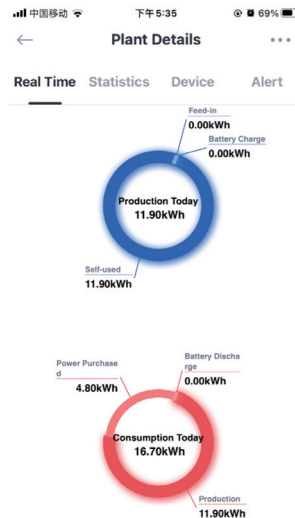 中国移动 下午5:35 69%
Plant Details
Real Time Statistics Device Alert
Feed-in
0.00kWh
Battery Charge
0.00kWh
Production Today
11.90kWh
Self-used
11.90kWh
Power Purchase
d
4.80kWh
Battery Discha
rge
0.00kWh
Consumption Today
16.70kWh
Production
11.90kWh